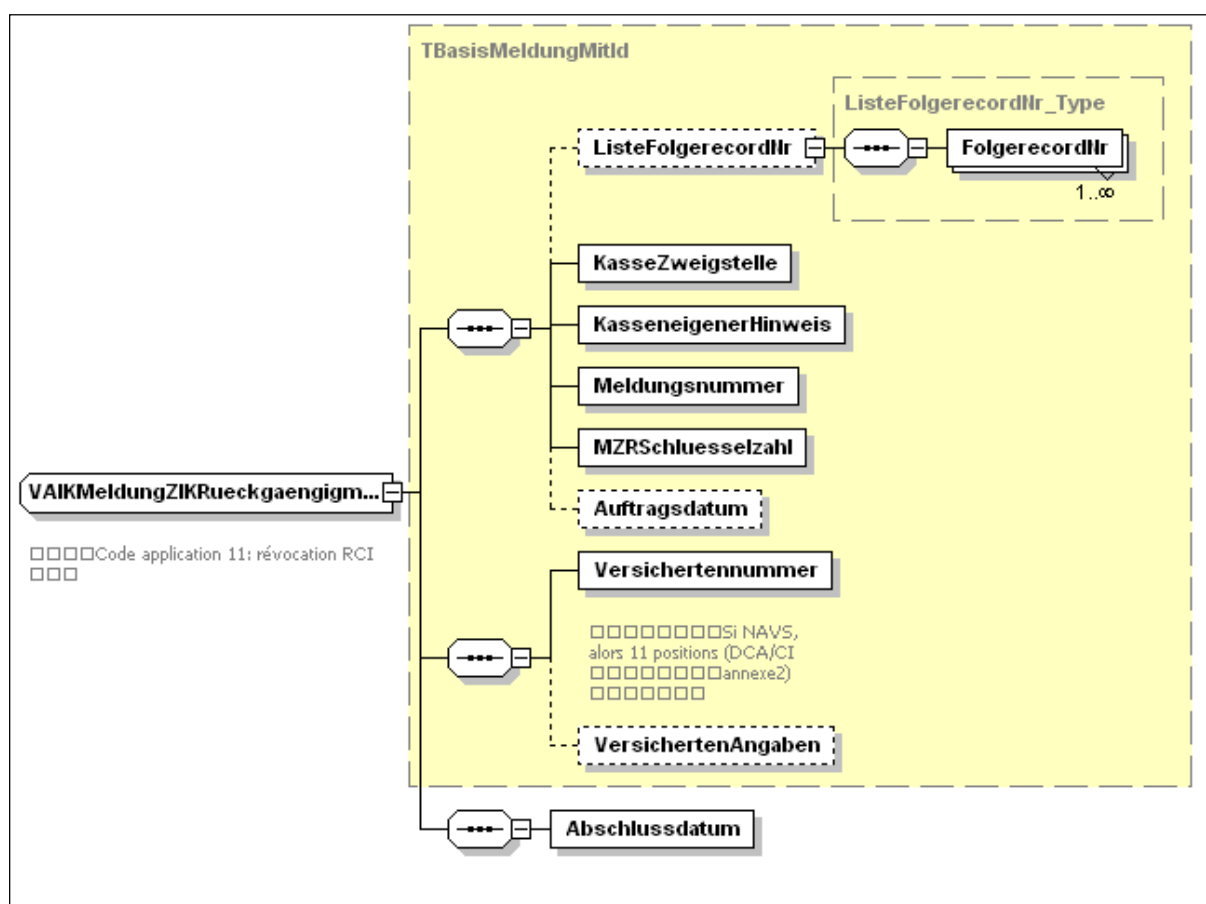 TBasisMeldungMitId
ListeFolgerecordNr_Type
ListeFolgerecordNr
FolgerecordNr
1..∞
KasseZweigstelle
KasseneigenerHinweis
Meldungsnummer
MZRSchluesselzahl
VAIKMeldungZIKRueckgaengigm...
Auftragsdatum
□□□□Code application 11: révocation RCI
□□□
Versichertennummer
□□□□□□□□Si NAVS,
alors 11 positions (DCA/CI
□□□□□□□□annexe2)
□□□□□□□
VersichertenAngaben
Abschlussdatum